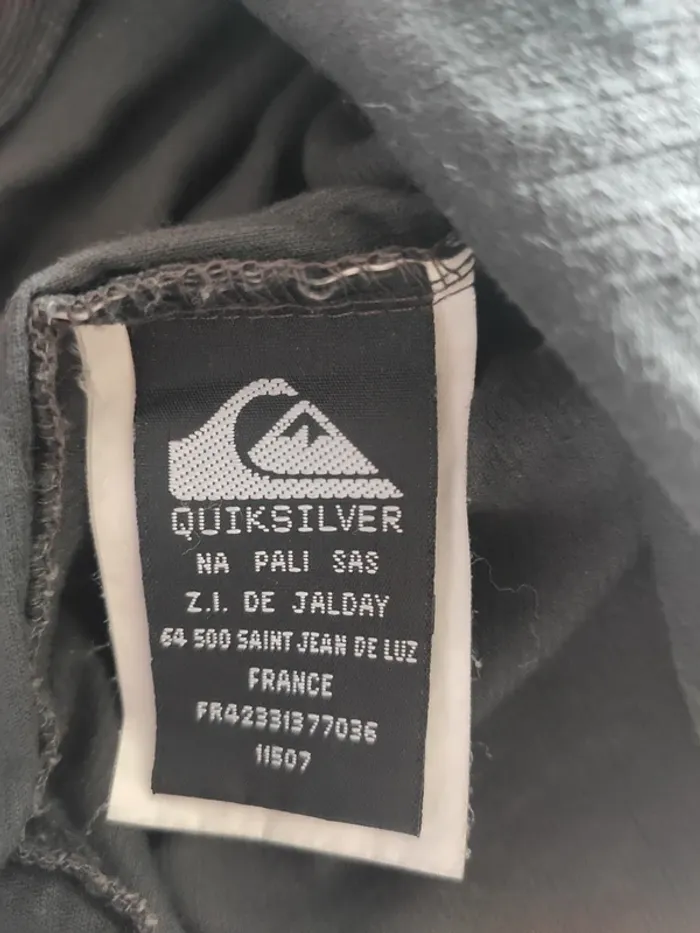 QUIKSILVER
NA PALI SAS
Z.I. DE JALDAY
64 500 SAINT JEAN DE LUZ
FRANCE
FR42331377036
11507